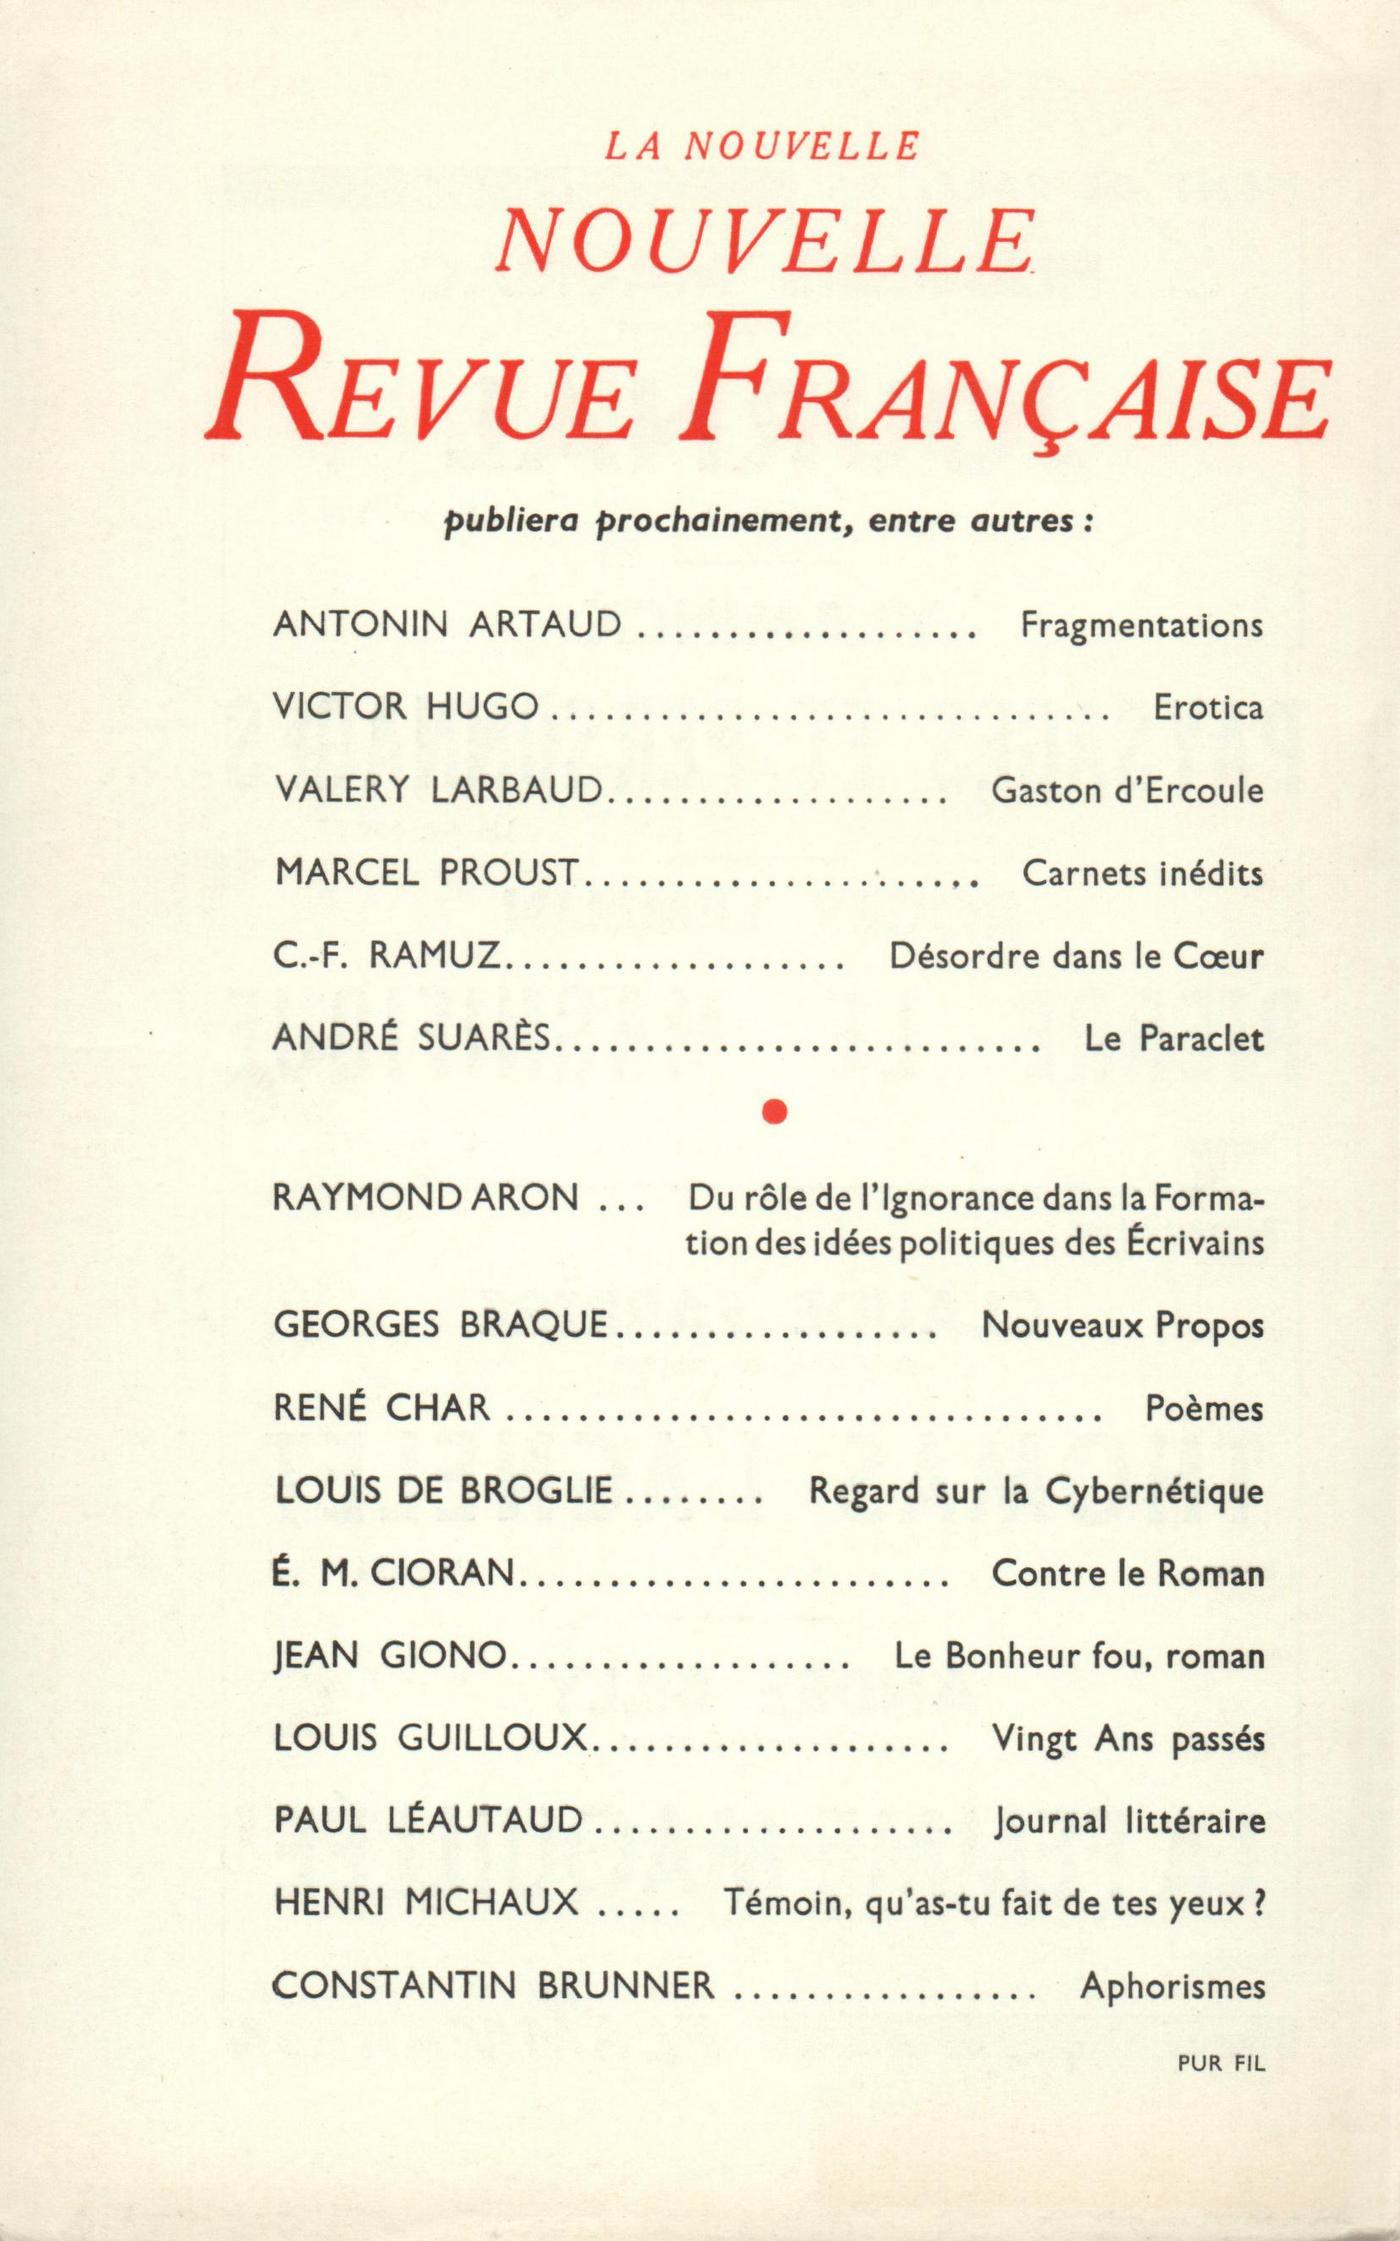 LA NOUVELLE
NOUVELLE
REVUE FRANÇAISE
publiera prochainement, entre autres :
ANTONIN ARTAUD ................... Fragmentations
VICTOR HUGO ............................... Erotica
VALERY LARBAUD................... Gaston d'Ercoule
MARCEL PROUST...................... Carnets inédits
C.-F. RAMUZ................... Désordre dans le Cœur
ANDRÉ SUARÈS........................... Le Paraclet
●
RAYMOND ARON ... Du rôle de l'Ignorance dans la Forma-
tion des idées politiques des Écrivains
GEORGES BRAQUE.................. Nouveaux Propos
RENÉ CHAR ................................. Poèmes
LOUIS DE BROGLIE ........ Regard sur la Cybernétique
É. M. CIORAN........................ Contre le Roman
JEAN GIONO................... Le Bonheur fou, roman
LOUIS GUILLOUX.................... Vingt Ans passés
PAUL LÉAUTAUD .................... Journal littéraire
HENRI MICHAUX ..... Témoin, qu'as-tu fait de tes yeux ?
CONSTANTIN BRUNNER ................. Aphorismes
PUR FIL